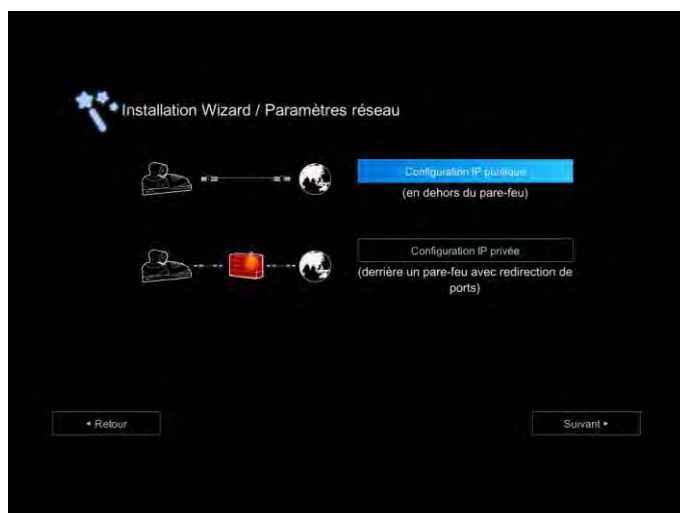 Installation Wizard / Paramètres réseau
Configuration IP publique
(en dehors du pare-feu)
Configuration IP privée
(derrière un pare-feu avec redirection de
ports)
◂ Retour
Suivant ▸